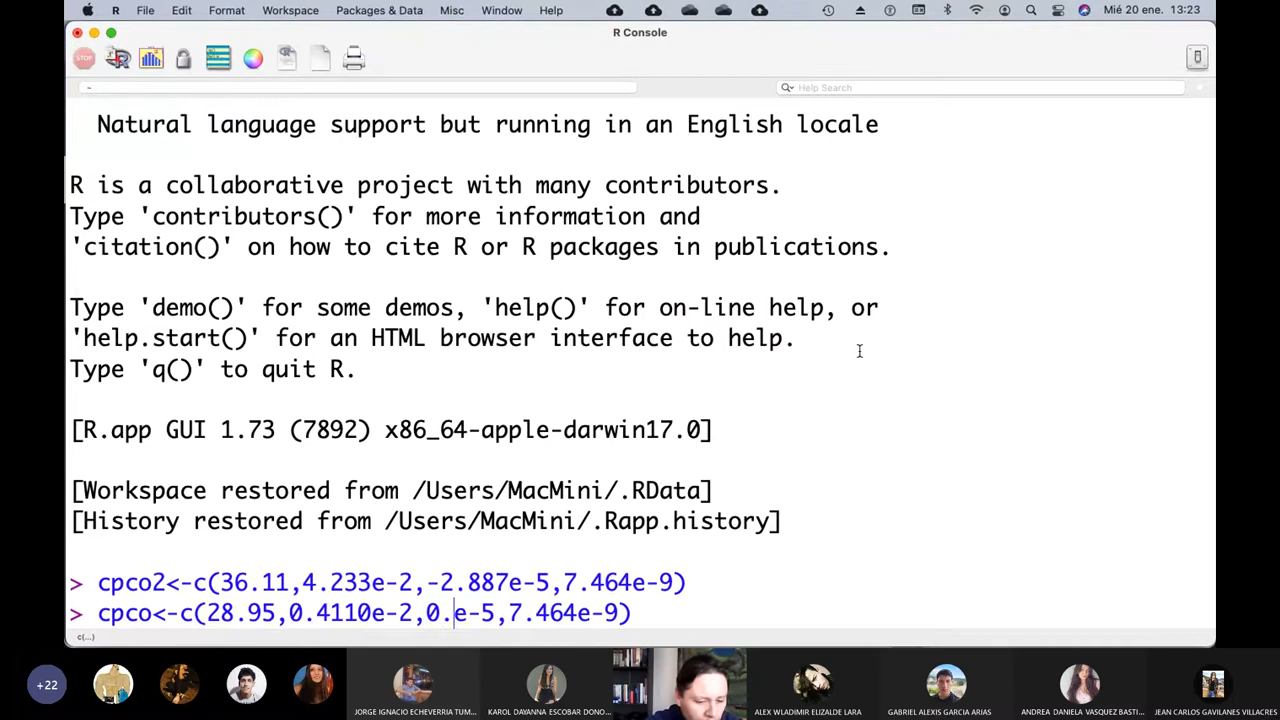 R File Edit Format Workspace Packages & Data Misc Window Help Mié 20 ene. 13:23
R Console
STOP
~ Help Search
Natural language support but running in an English locale
R is a collaborative project with many contributors.
Type 'contributors()' for more information and
'citation()' on how to cite R or R packages in publications.
Type 'demo()' for some demos, 'help()' for on-line help, or
'help.start()' for an HTML browser interface to help.
Type 'q()' to quit R.
[R.app GUI 1.73 (7892) x86_64-apple-darwin17.0]
[Workspace restored from /Users/MacMini/.RData]
[History restored from /Users/MacMini/.Rapp.history]
> cpco2<-c(36.11,4.233e-2,-2.887e-5,7.464e-9)
> cpco<-c(28.95,0.4110e-2,0.e-5,7.464e-9)
c(...)
+22
JORGE IGNACIO ECHEVERRIA TUM... KAROL DAYANNA ESCOBAR DONO... ALEX WLADIMIR ELIZALDE LARA GABRIEL ALEXIS GARCIA ARIAS ANDREA DANIELA VASQUEZ BASTI... JEAN CARLOS GAVILANES VILLACRES